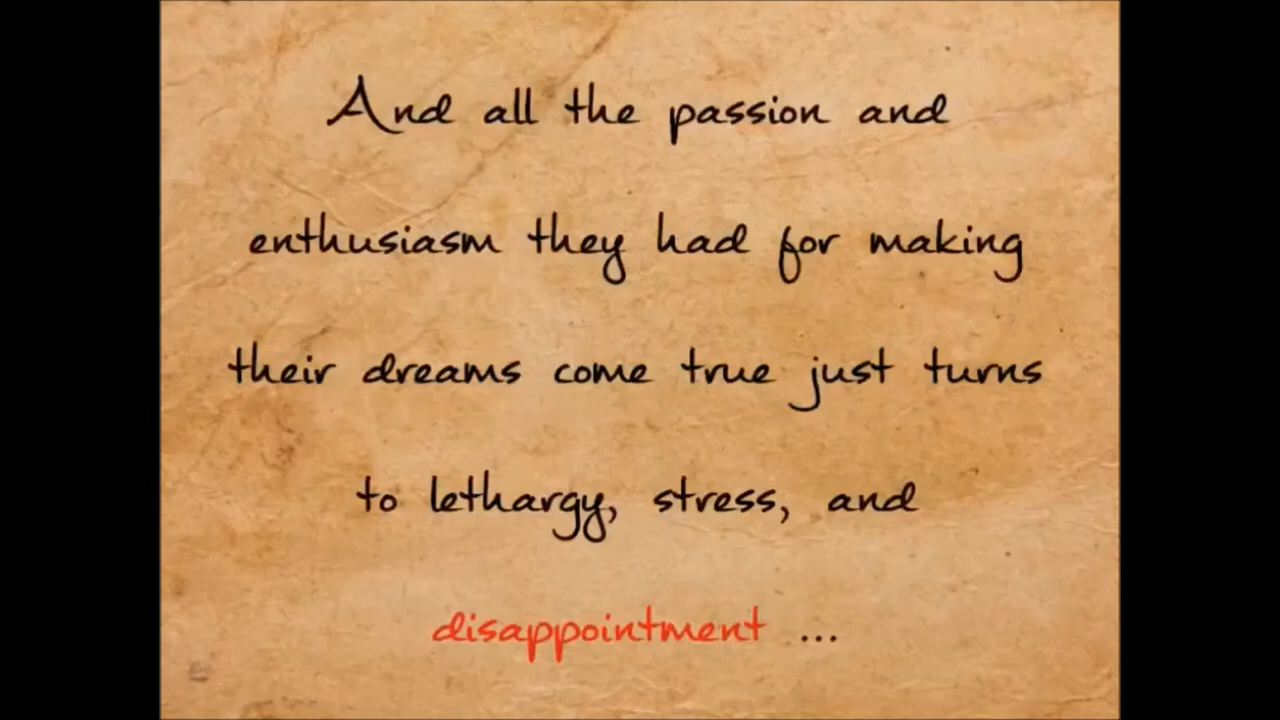 And all the passion and
enthusiasm they had for making
their dreams come true just turns
to lethargy, stress, and
disappointment ...